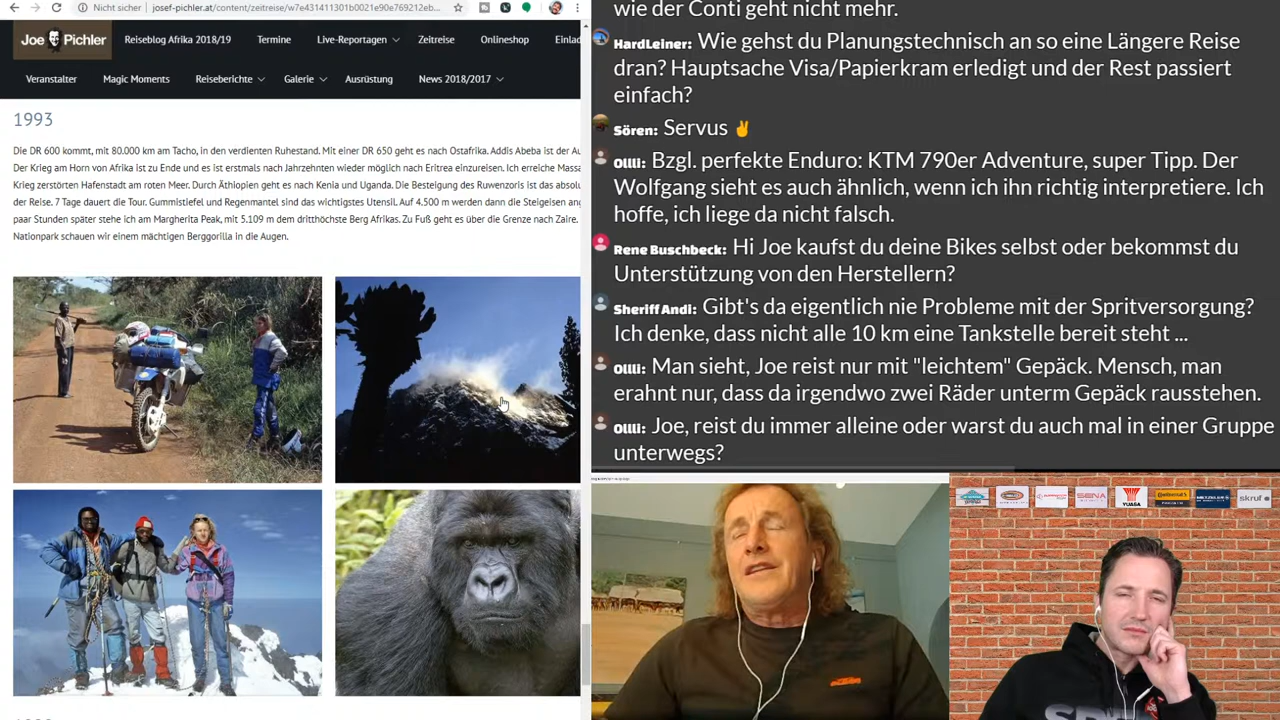 Nicht sicher | josef-pichler.at/content/zeitreise/w7e431411301b0021e90e769212eb...
Joe Pichler
Reiseblog Afrika 2018/19
Termine
Live-Reportagen
Zeitreise
Onlineshop
Einlad
Veranstalter
Magic Moments
Reiseberichte
Galerie
Ausrüstung
News 2018/2017
1993
Die DR 600 kommt, mit 80.000 km am Tacho, in den verdienten Ruhestand. Mit einer DR 650 geht es nach Ostafrika. Addis Abeba ist der Au
Der Krieg am Horn von Afrika ist zu Ende und es ist erstmals nach Jahrzehnten wieder möglich nach Eritrea einzureisen. Ich erreiche Massa
Krieg zerstörten Hafenstadt am roten Meer. Durch Äthiopien geht es nach Kenia und Uganda. Die Besteigung des Ruwenzoris ist das absolu
der Reise. 7 Tage dauert die Tour. Gummistiefel und Regenmantel sind das wichtigstes Utensil. Auf 4.500 m werden dann die Steigeisen ang
paar Stunden später stehe ich am Margherita Peak, mit 5.109 m dem dritthöchste Berg Afrikas. Zu Fuß geht es über die Grenze nach Zaire.
Nationpark schauen wir einem mächtigen Berggorilla in die Augen.
wie der Conti geht nicht mehr.
HardLeiner: Wie gehst du Planungstechnisch an so eine Längere Reise
dran? Hauptsache Visa/Papierkram erledigt und der Rest passiert
einfach?
Sören: Servus ✌
Ollli: Bzgl. perfekte Enduro: KTM 790er Adventure, super Tipp. Der
Wolfgang sieht es auch ähnlich, wenn ich ihn richtig interpretiere. Ich
hoffe, ich liege da nicht falsch.
Rene Buschbeck: Hi Joe kaufst du deine Bikes selbst oder bekommst du
Unterstützung von den Herstellern?
Sheriff Andi: Gibt's da eigentlich nie Probleme mit der Spritversorgung?
Ich denke, dass nicht alle 10 km eine Tankstelle bereit steht ...
Ollli: Man sieht, Joe reist nur mit "leichtem" Gepäck. Mensch, man
erahnt nur, dass da irgendwo zwei Räder unterm Gepäck rausstehen.
Ollli: Joe, reist du immer alleine oder warst du auch mal in einer Gruppe
unterwegs?
SENA
YUASA
Continental
METZELER
skruf
KTM